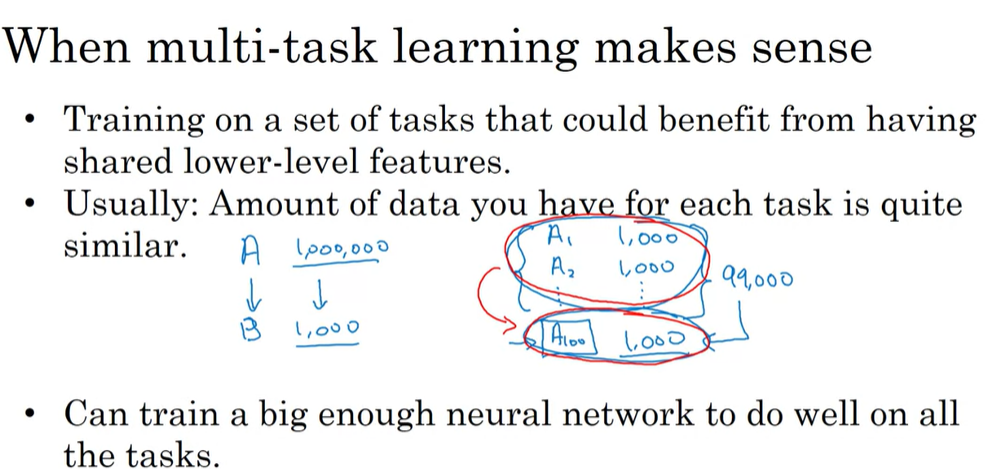 When multi-task learning makes sense
• Training on a set of tasks that could benefit from having
shared lower-level features.
• Usually: Amount of data you have for each task is quite
similar.
A 1,000,000
↓ ↓
B 1,000
A₁ 1,000
A₂ 1,000
⋮ ⋮
99,000
A₁₀₀ 1,000
• Can train a big enough neural network to do well on all
the tasks.